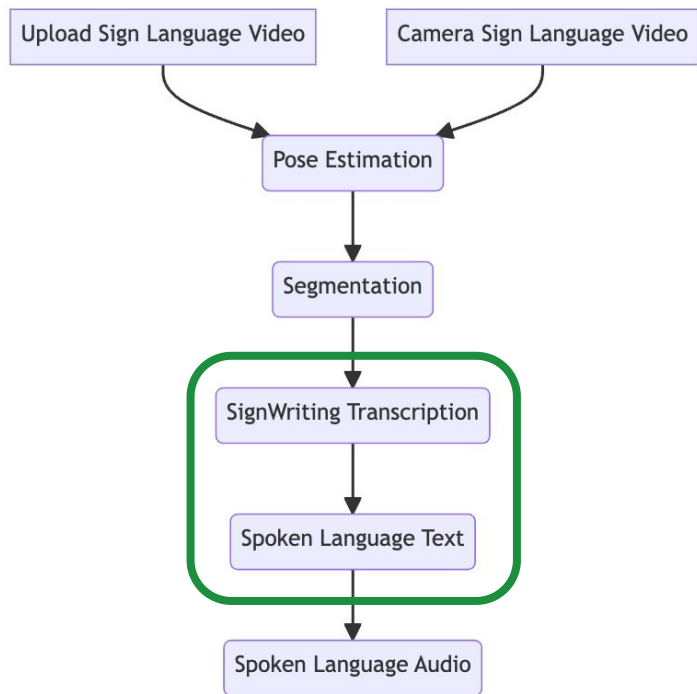 Upload Sign Language Video
Camera Sign Language Video
Pose Estimation
Segmentation
SignWriting Transcription
Spoken Language Text
Spoken Language Audio